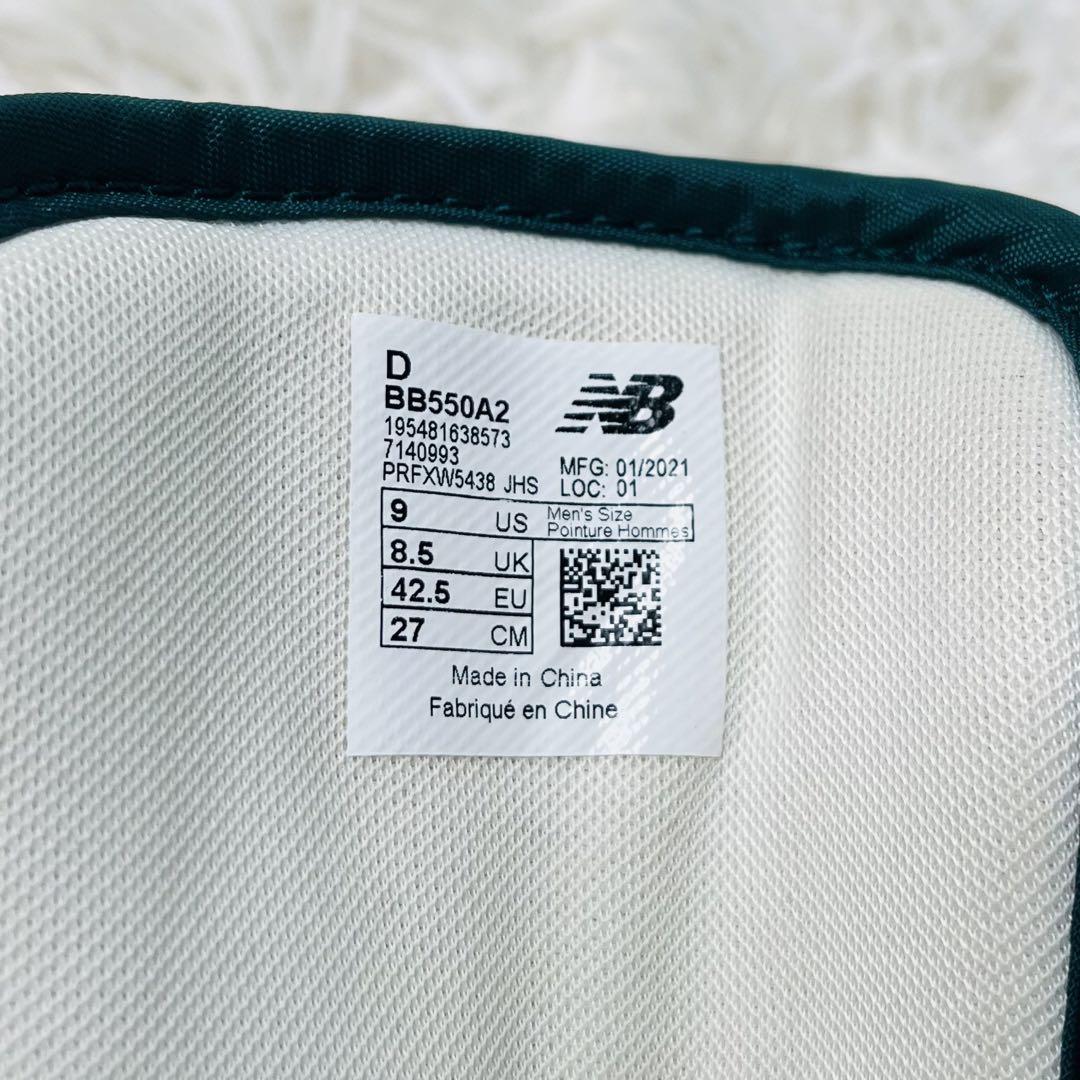 D
BB550A2
195481638573
7140993
PRFXW5438 JHS
NB
MFG: 01/2021
LOC: 01
9 US Men's Size
Pointure Hommes
8.5 UK
42.5 EU
27 CM
Made in China
Fabriqué en Chine